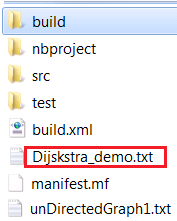 build
nbproject
src
test
build.xml
Dijskstra_demo.txt
manifest.mf
unDirectedGraph1.txt